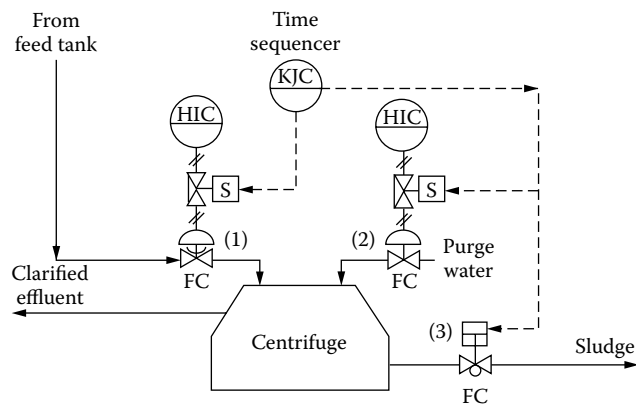 From
feed tank
Time
sequencer
KJC
HIC
HIC
S
S
(1)
(2)
Purge
water
FC
FC
Clarified
effluent
Centrifuge
(3)
Sludge
FC